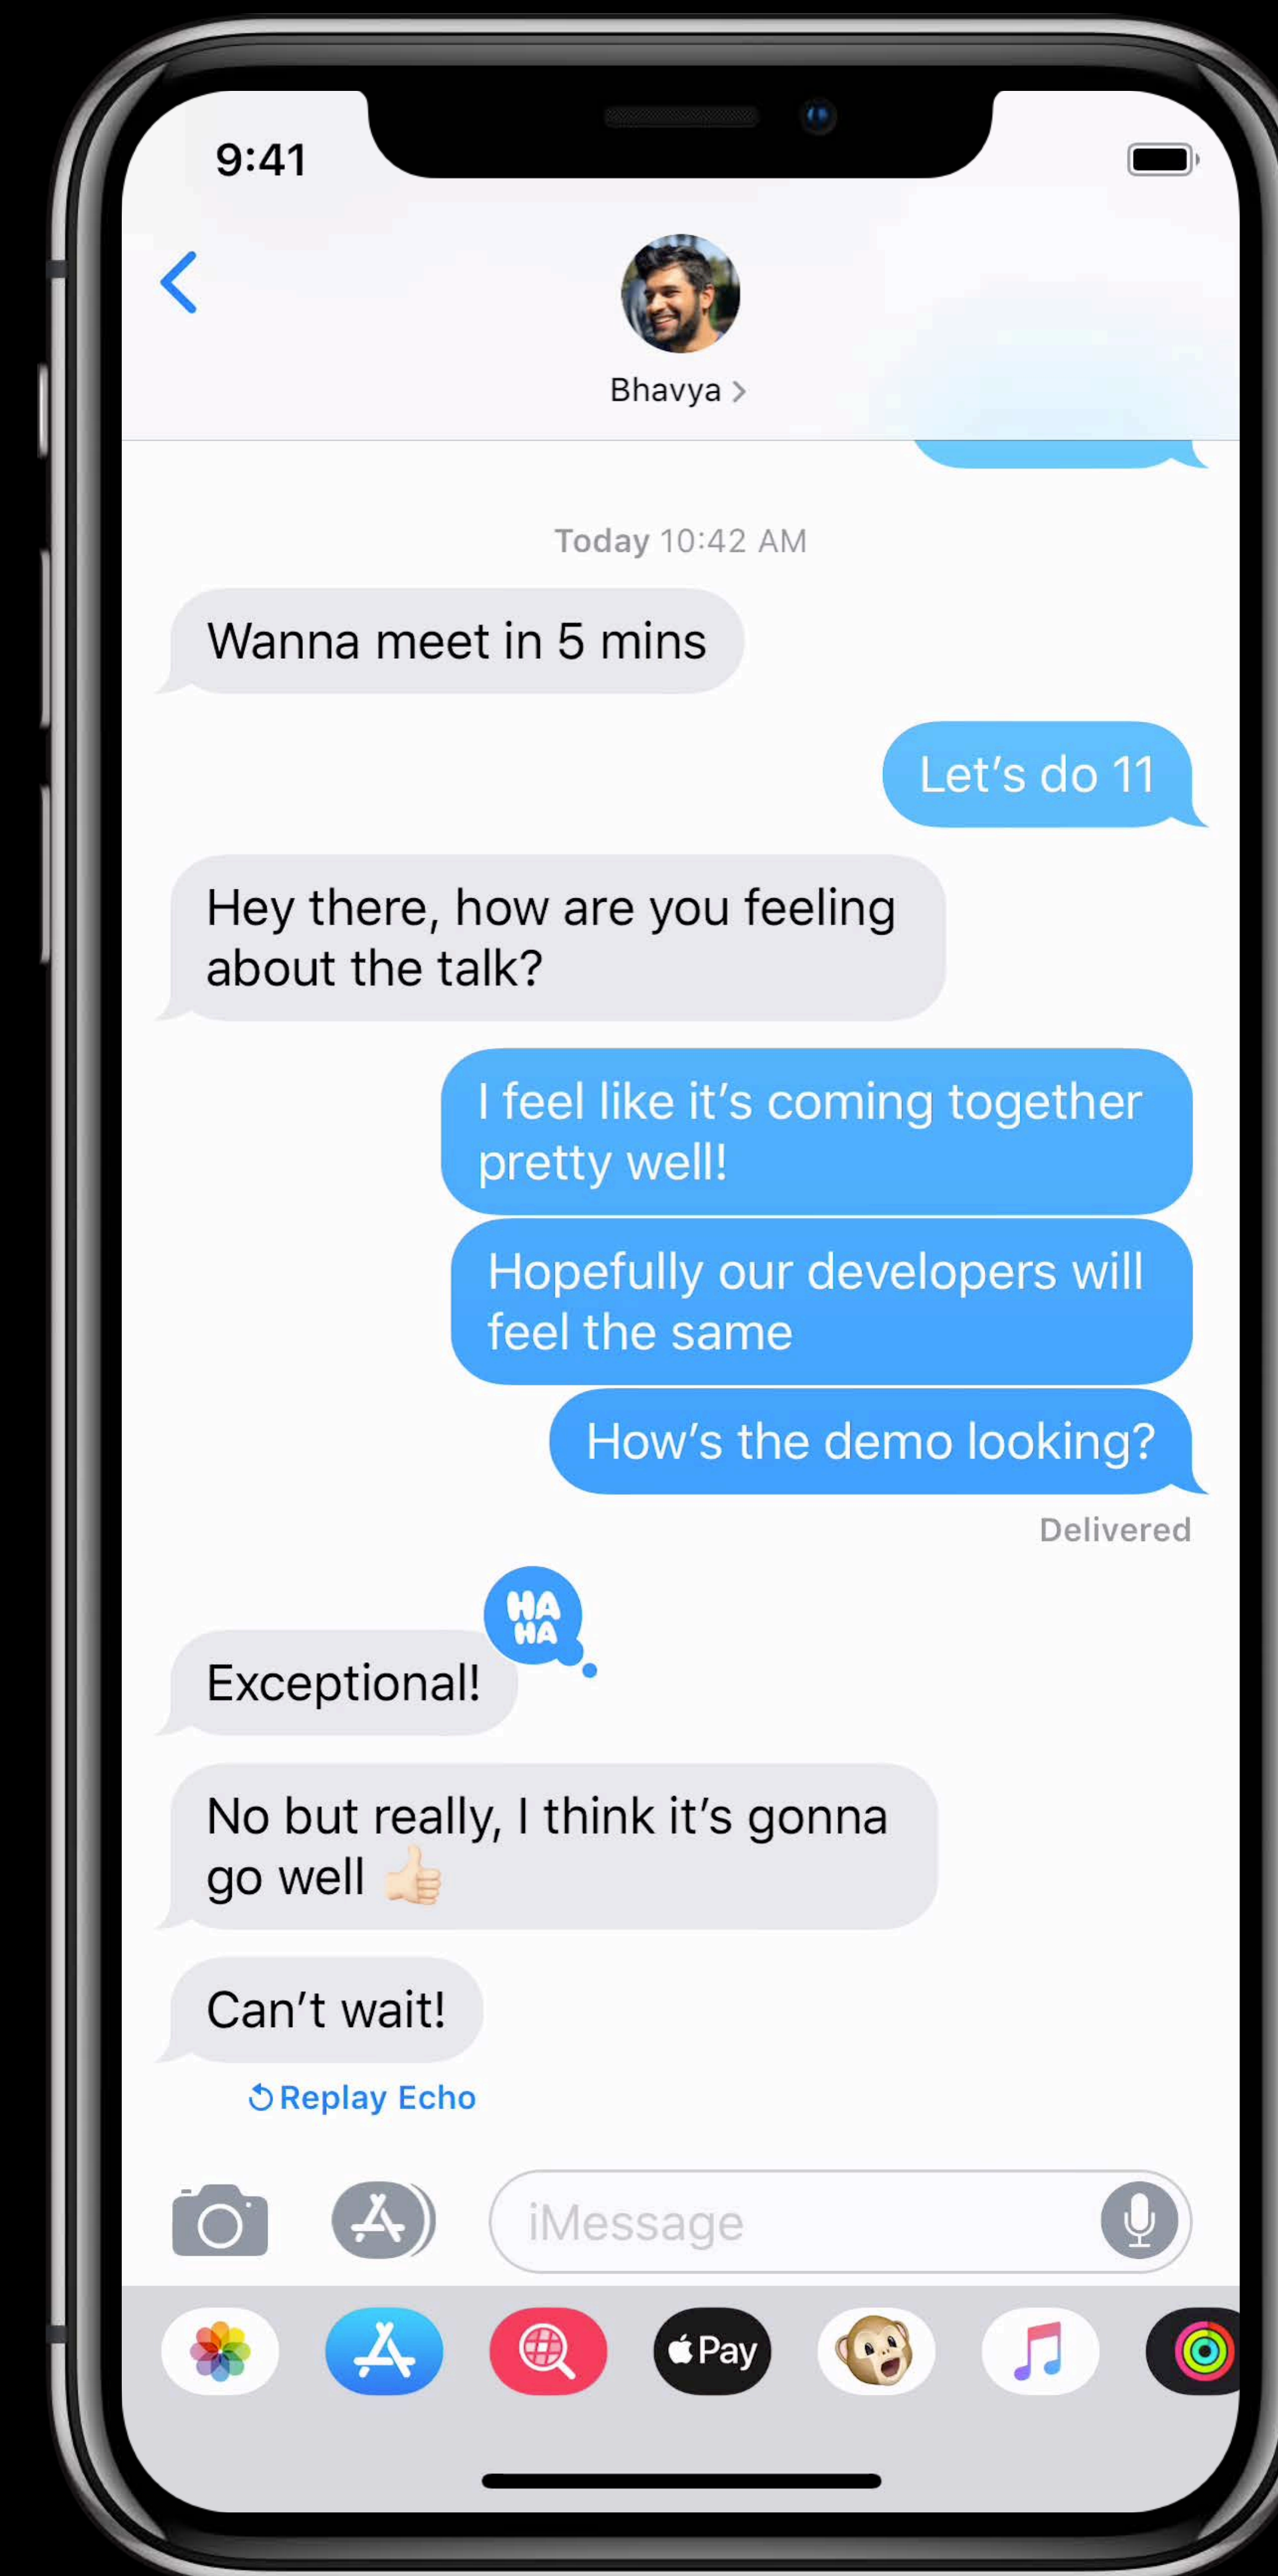 9:41
Bhavya
Today 10:42 AM
Wanna meet in 5 mins
Let’s do 11
Hey there, how are you feeling
about the talk?
I feel like it’s coming together
pretty well!
Hopefully our developers will
feel the same
How’s the demo looking?
Delivered
HA
HA
Exceptional!
No but really, I think it’s gonna
go well 👍🏻
Can’t wait!
Replay Echo
iMessage
Pay